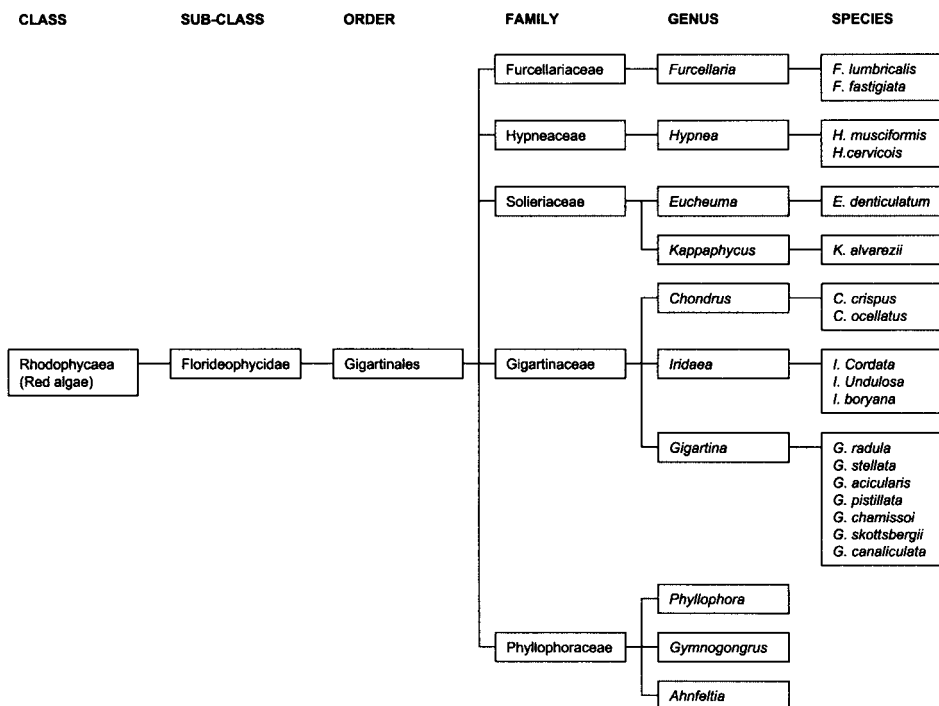 CLASS SUB-CLASS ORDER FAMILY GENUS SPECIES
Furcellariaceae Furcellaria F. lumbricalis
F. fastigiata
Hypneaceae Hypnea H. musciformis
H.cervicois
Solieriaceae Eucheuma E. denticulatum
Kappaphycus K. alvarezii
Chondrus C. crispus
C. ocellatus
Rhodophycaea
(Red algae)
Florideophycidae Gigartinales Gigartinaceae Iridaea I. Cordata
I. Undulosa
I. boryana
Gigartina G. radula
G. stellata
G. acicularis
G. pistillata
G. chamissoi
G. skottsbergii
G. canaliculata
Phyllophora
Phyllophoraceae Gymnogongrus
Ahnfeltia